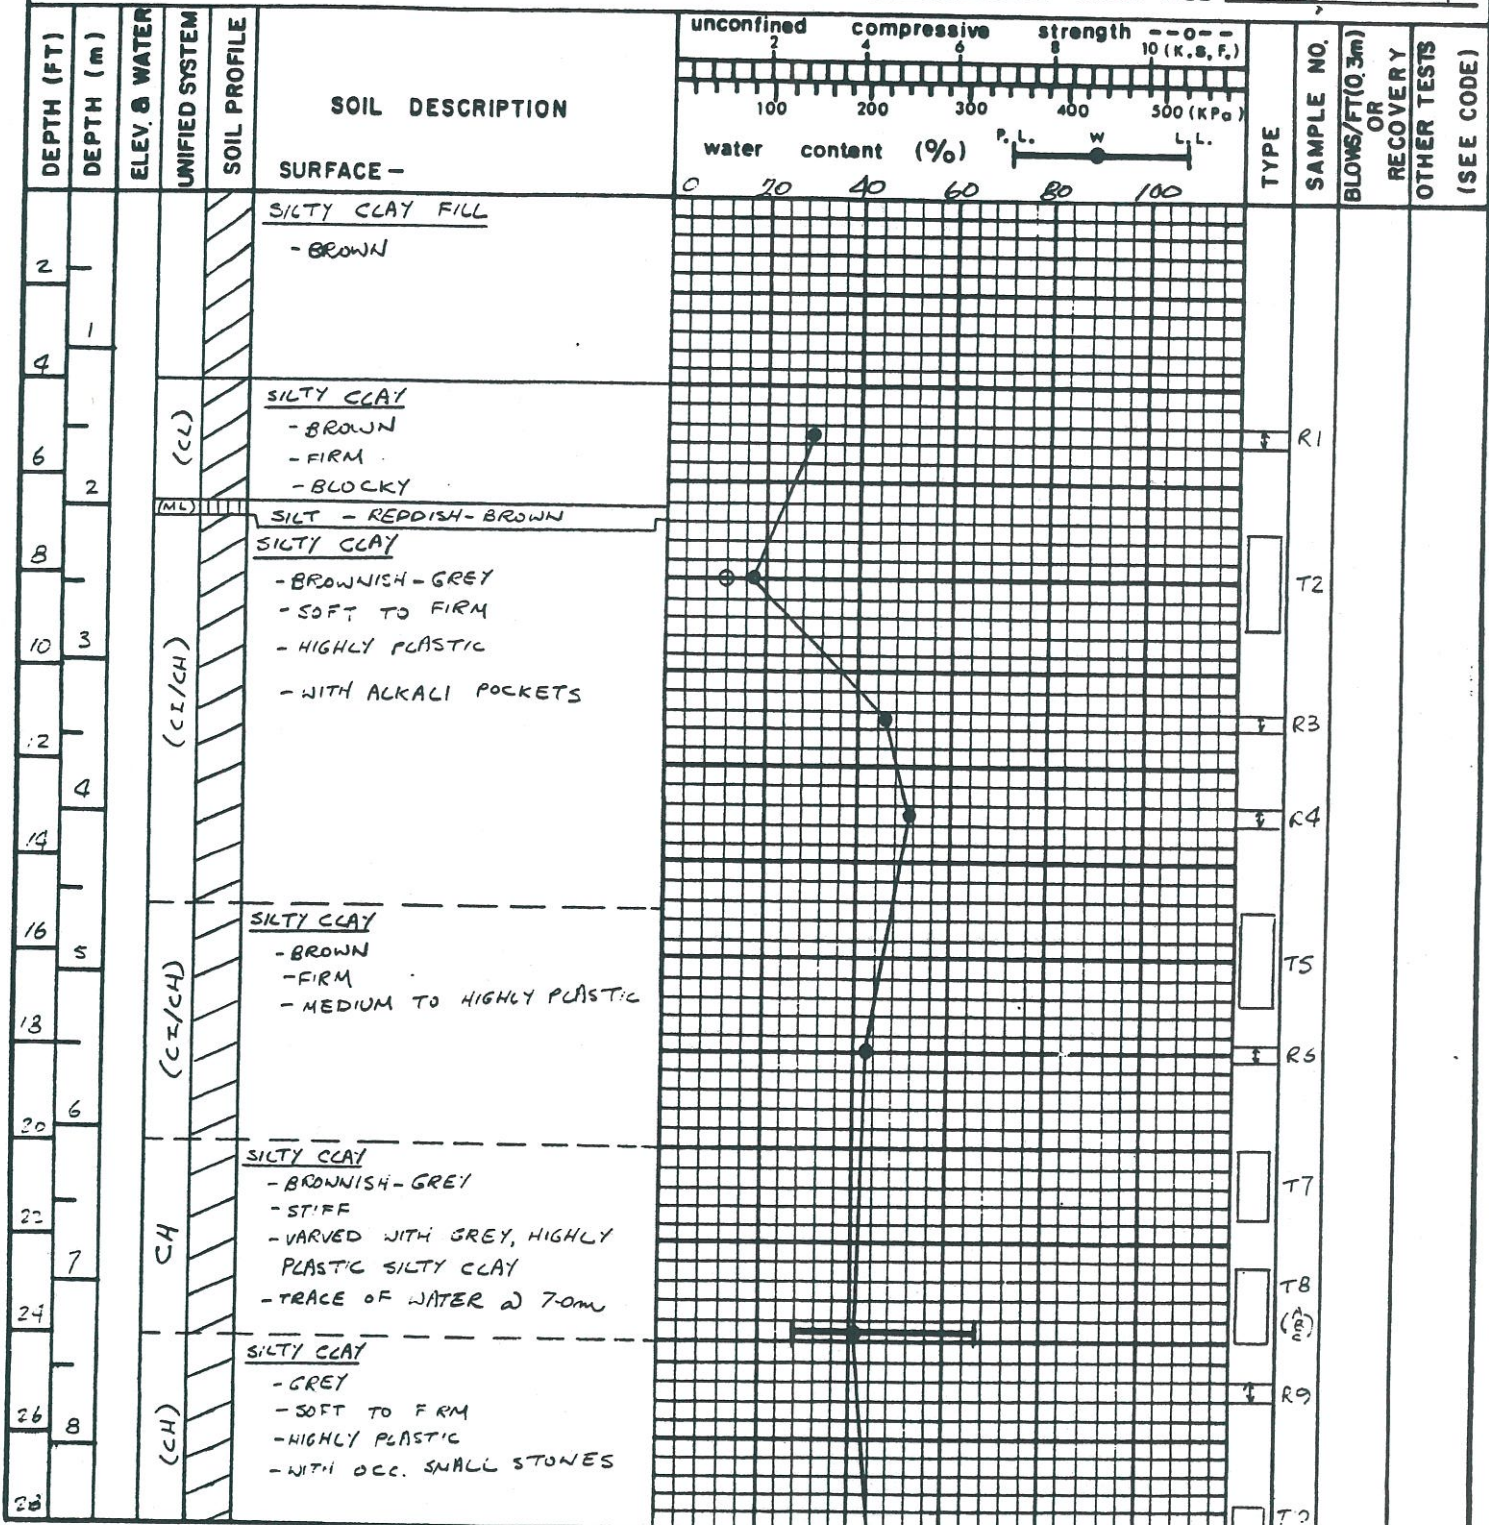 DEPTH (FT)
DEPTH (m)
ELEV. & WATER
UNIFIED SYSTEM
SOIL PROFILE
SOIL DESCRIPTION
SURFACE –
unconfined compressive strength --o--
2 4 6 8 10 (K.S.F.)
100 200 300 400 500 (KPa)
water content (%) P.L. W L.L.
0 20 40 60 80 100
TYPE
SAMPLE NO.
BLOWS/FT(0.3m)
OR
RECOVERY
OTHER TESTS
(SEE CODE)
SILTY CLAY FILL
- BROWN
2
1
4
SILTY CLAY
- BROWN
(CL)
R1
- FIRM
6
- BLOCKY
2
(ML)
SILT - REDDISH-BROWN
SILTY CLAY
8
- BROWNISH-GREY
T2
- SOFT TO FIRM
10
3
- HIGHLY PLASTIC
(CI/CH)
- WITH ALKALI POCKETS
R3
12
4
R4
14
SILTY CLAY
16
- BROWN
5
T5
- FIRM
- MEDIUM TO HIGHLY PLASTIC
(CI/CH)
18
6
20
SILTY CLAY
- BROWNISH-GREY
T7
- STIFF
22
- VARVED WITH GREY, HIGHLY
CH
7
PLASTIC SILTY CLAY
T8
- TRACE OF WATER @ 7.0m
24
(A
B
C)
SILTY CLAY
- GREY
R9
- SOFT TO FIRM
26
8
- HIGHLY PLASTIC
(CH)
- WITH OCC. SMALL STONES
28